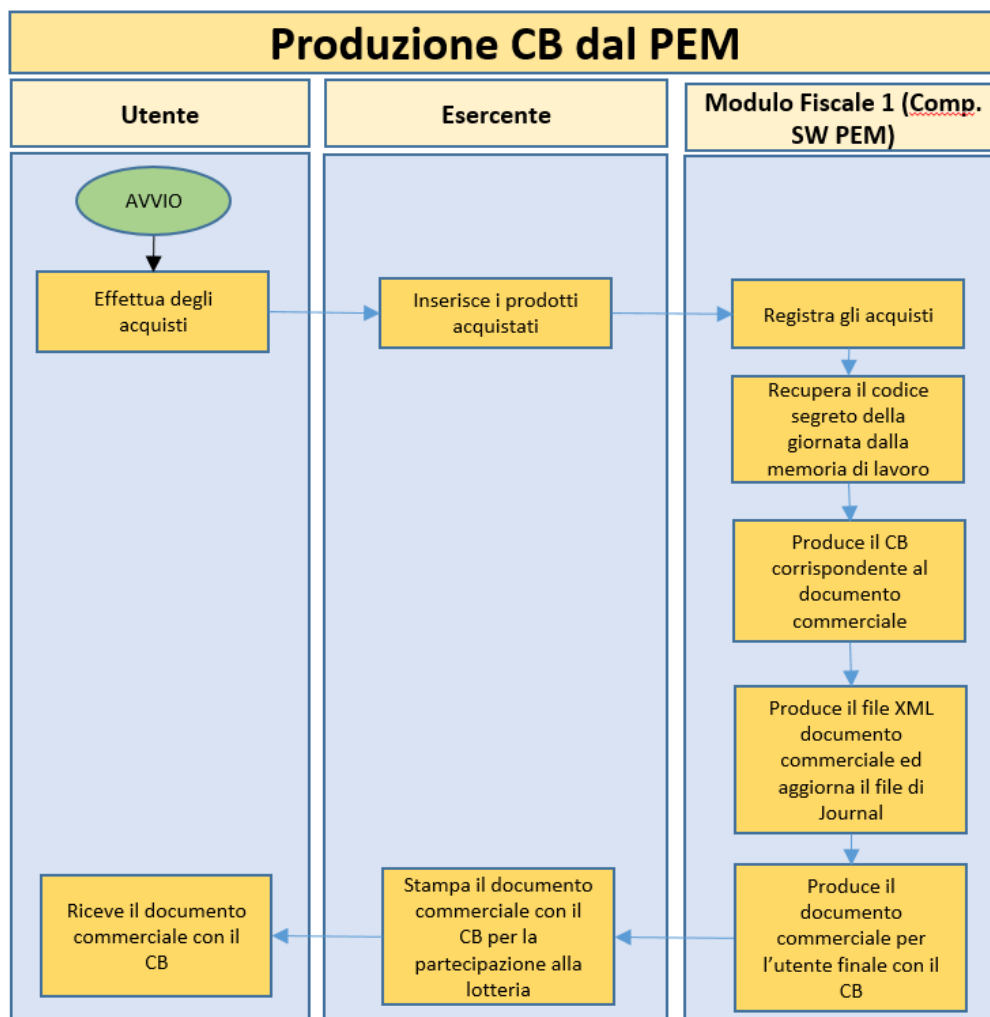 Produzione CB dal PEM
Utente
Esercente
Modulo Fiscale 1 (Comp.
SW PEM)
AVVIO
Effettua degli
acquisti
Inserisce i prodotti
acquistati
Registra gli acquisti
Recupera il codice
segreto della
giornata dalla
memoria di lavoro
Produce il CB
corrispondente al
documento
commerciale
Produce il file XML
documento
commerciale ed
aggiorna il file di
Journal
Produce il
documento
commerciale per
l’utente finale con il
CB
Stampa il documento
commerciale con il
CB per la
partecipazione alla
lotteria
Riceve il documento
commerciale con il
CB